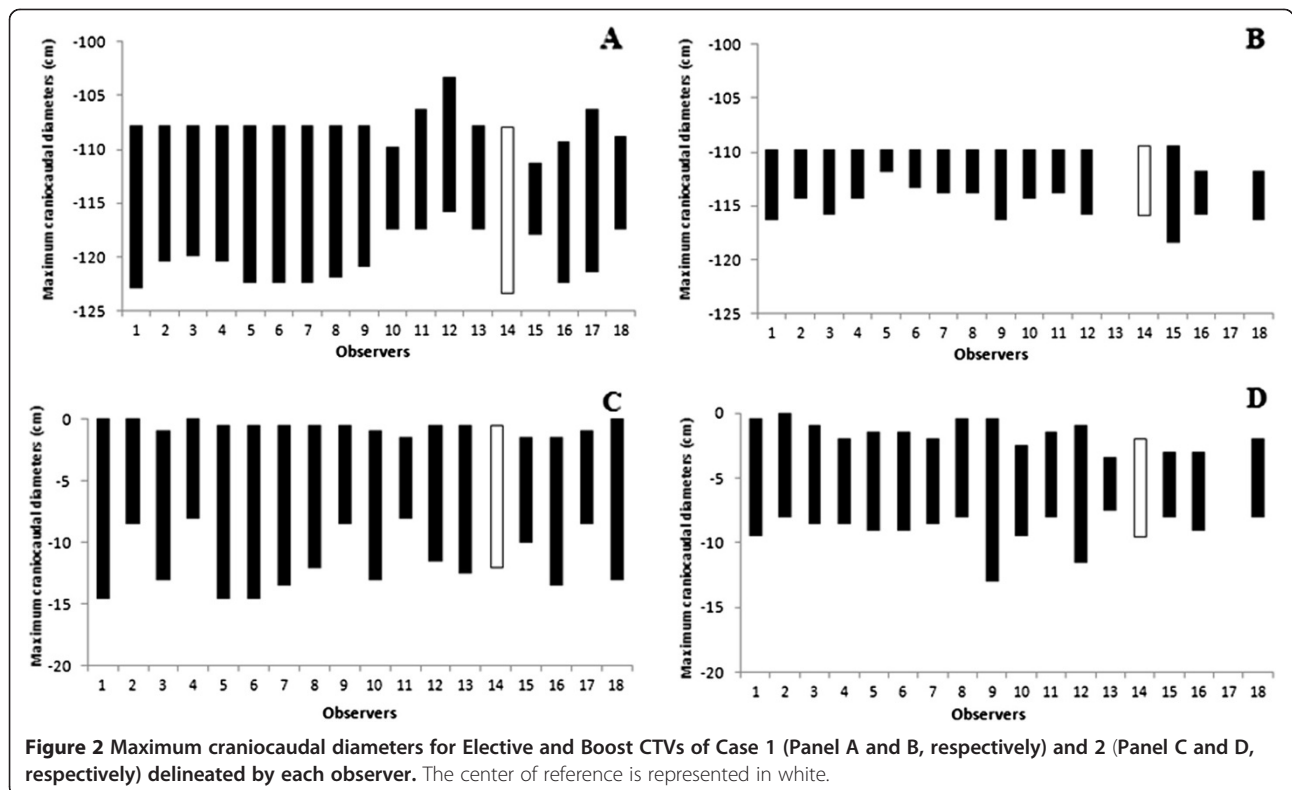 A
Maximum craniocaudal diameters (cm)
-100
-105
-110
-115
-120
-125
1 2 3 4 5 6 7 8 9 10 11 12 13 14 15 16 17 18
Observers
B
Maximum craniocaudal diameters (cm)
-100
-105
-110
-115
-120
-125
1 2 3 4 5 6 7 8 9 10 11 12 13 14 15 16 17 18
Observers
C
Maximum craniocaudal diameters (cm)
0
-5
-10
-15
-20
1 2 3 4 5 6 7 8 9 10 11 12 13 14 15 16 17 18
Observers
D
Maximum craniocaudal diameters (cm)
0
-5
-10
-15
-20
1 2 3 4 5 6 7 8 9 10 11 12 13 14 15 16 17 18
Observers
Figure 2 Maximum craniocaudal diameters for Elective and Boost CTVs of Case 1 (Panel A and B, respectively) and 2 (Panel C and D,
respectively) delineated by each observer. The center of reference is represented in white.